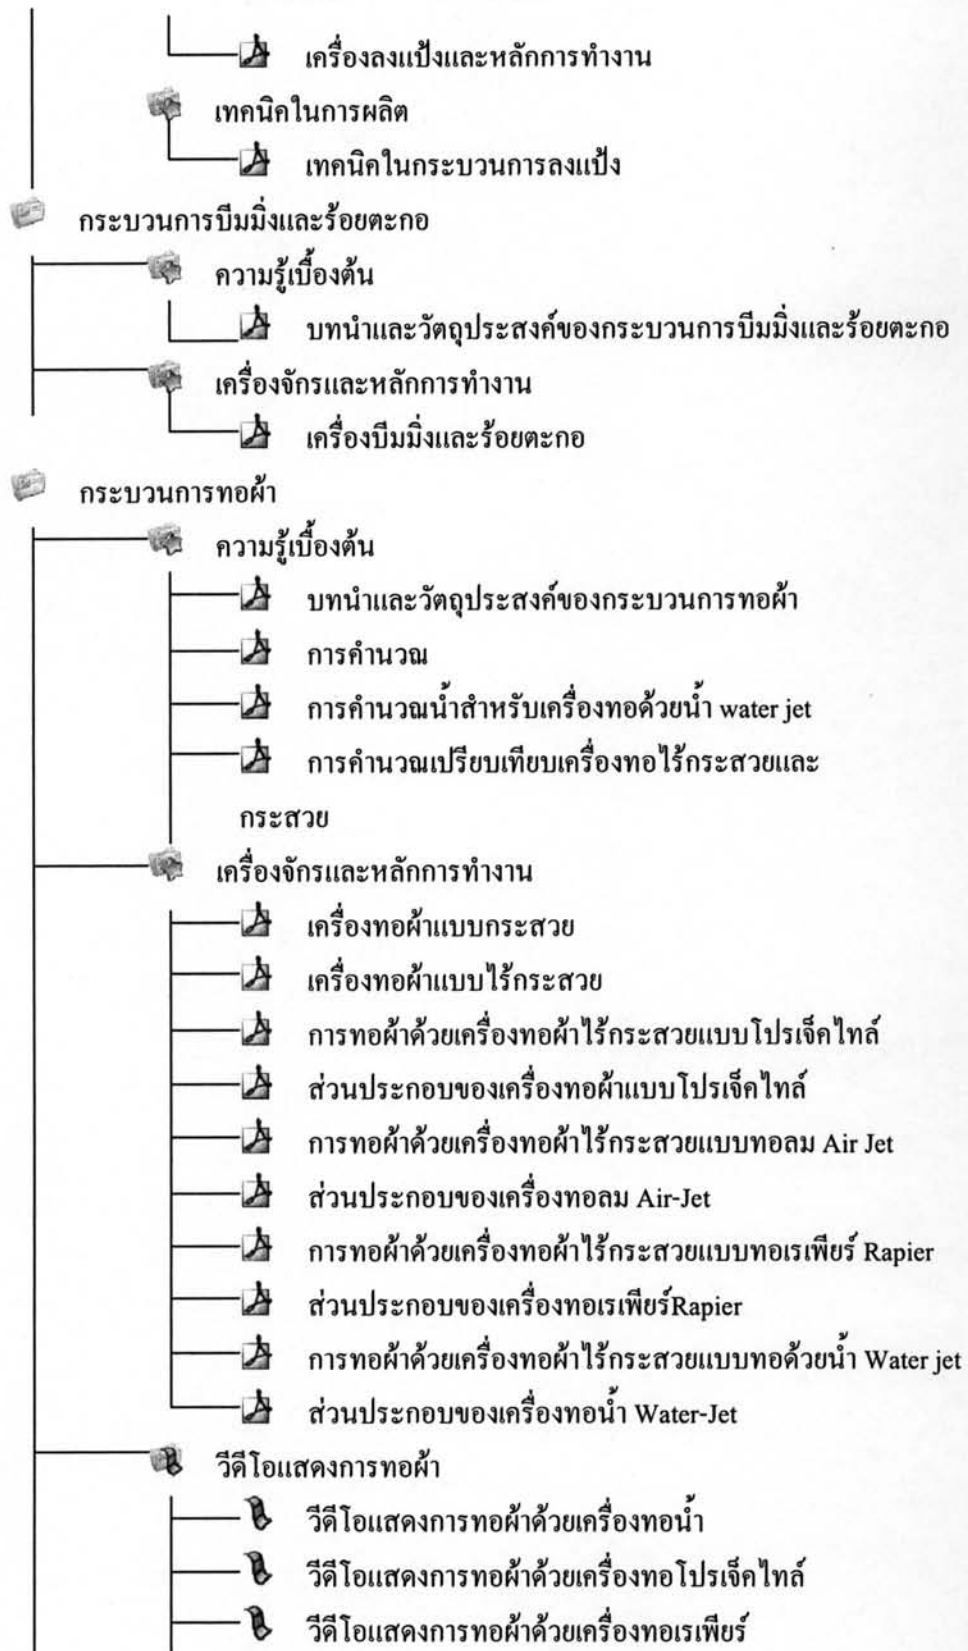 เครื่องลงแป้งและหลักการทำงาน
เทคนิคในการผลิต
เทคนิคในกระบวนการลงแป้ง
กระบวนการบีมมิ่งและร้อยตะกอ
ความรู้เบื้องต้น
บทนำและวัตถุประสงค์ของกระบวนการบีมมิ่งและร้อยตะกอ
เครื่องจักรและหลักการทำงาน
เครื่องบีมมิ่งและร้อยตะกอ
กระบวนการทอผ้า
ความรู้เบื้องต้น
บทนำและวัตถุประสงค์ของกระบวนการทอผ้า
การคำนวณ
การคำนวณน้ำสำหรับเครื่องทอด้วยน้ำ water jet
การคำนวณเปรียบเทียบเครื่องทอไร้กระสวยและ
กระสวย
เครื่องจักรและหลักการทำงาน
เครื่องทอผ้าแบบกระสวย
เครื่องทอผ้าแบบไร้กระสวย
การทอผ้าด้วยเครื่องทอผ้าไร้กระสวยแบบโปรเจ็คไทล์
ส่วนประกอบของเครื่องทอผ้าแบบโปรเจ็คไทล์
การทอผ้าด้วยเครื่องทอผ้าไร้กระสวยแบบทอลม Air Jet
ส่วนประกอบของเครื่องทอลม Air-Jet
การทอผ้าด้วยเครื่องทอผ้าไร้กระสวยแบบทอเรเพียร์ Rapier
ส่วนประกอบของเครื่องทอเรเพียร์Rapier
การทอผ้าด้วยเครื่องทอผ้าไร้กระสวยแบบทอด้วยน้ำ Water jet
ส่วนประกอบของเครื่องทอน้ำ Water-Jet
วีดีโอแสดงการทอผ้า
วีดีโอแสดงการทอผ้าด้วยเครื่องทอน้ำ
วีดีโอแสดงการทอผ้าด้วยเครื่องทอโปรเจ็คไทล์
วีดีโอแสดงการทอผ้าด้วยเครื่องทอเรเพียร์